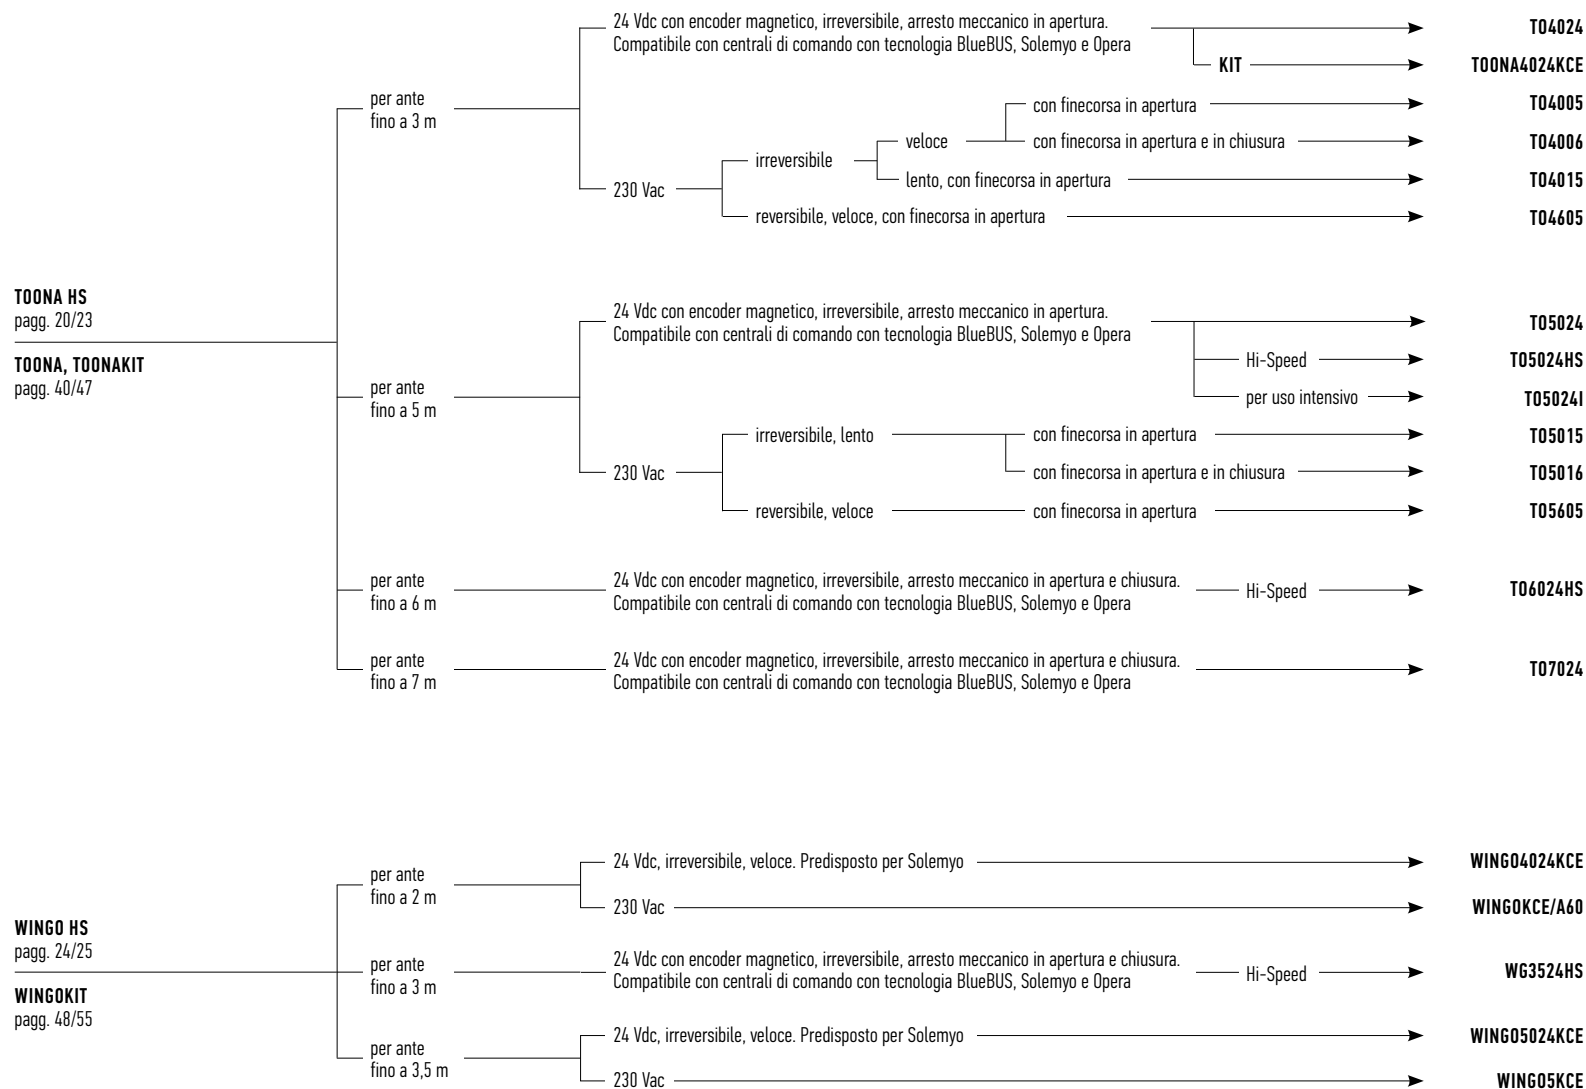 24 Vdc con encoder magnetico, irreversibile, arresto meccanico in apertura.
Compatibile con centrali di comando con tecnologia BlueBUS, Solemyo e Opera
TO4024
KIT
TOONA4024KCE
per ante
fino a 3 m
con finecorsa in apertura
TO4005
veloce
con finecorsa in apertura e in chiusura
TO4006
irreversibile
lento, con finecorsa in apertura
TO4015
230 Vac
reversibile, veloce, con finecorsa in apertura
TO4605
TOONA HS
pagg. 20/23
TOONA, TOONAKIT
pagg. 40/47
24 Vdc con encoder magnetico, irreversibile, arresto meccanico in apertura.
Compatibile con centrali di comando con tecnologia BlueBUS, Solemyo e Opera
TO5024
Hi-Speed
TO5024HS
per ante
fino a 5 m
per uso intensivo
TO5024I
irreversibile, lento
con finecorsa in apertura
TO5015
230 Vac
con finecorsa in apertura e in chiusura
TO5016
reversibile, veloce
con finecorsa in apertura
TO5605
per ante
fino a 6 m
24 Vdc con encoder magnetico, irreversibile, arresto meccanico in apertura e chiusura.
Compatibile con centrali di comando con tecnologia BlueBUS, Solemyo e Opera
Hi-Speed
TO6024HS
per ante
fino a 7 m
24 Vdc con encoder magnetico, irreversibile, arresto meccanico in apertura e chiusura.
Compatibile con centrali di comando con tecnologia BlueBUS, Solemyo e Opera
TO7024
per ante
fino a 2 m
24 Vdc, irreversibile, veloce. Predisposto per Solemyo
WINGO4024KCE
230 Vac
WINGOKCE/A60
WINGO HS
pagg. 24/25
WINGOKIT
pagg. 48/55
per ante
fino a 3 m
24 Vdc con encoder magnetico, irreversibile, arresto meccanico in apertura e chiusura.
Compatibile con centrali di comando con tecnologia BlueBUS, Solemyo e Opera
Hi-Speed
WG3524HS
per ante
fino a 3,5 m
24 Vdc, irreversibile, veloce. Predisposto per Solemyo
WINGO5024KCE
230 Vac
WINGO5KCE